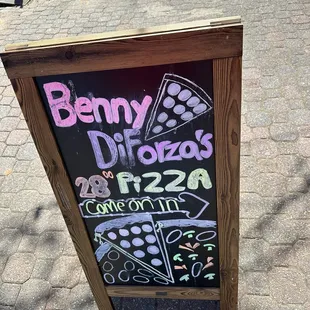 Benny
DiForza's
28" PiZZA
Come on in